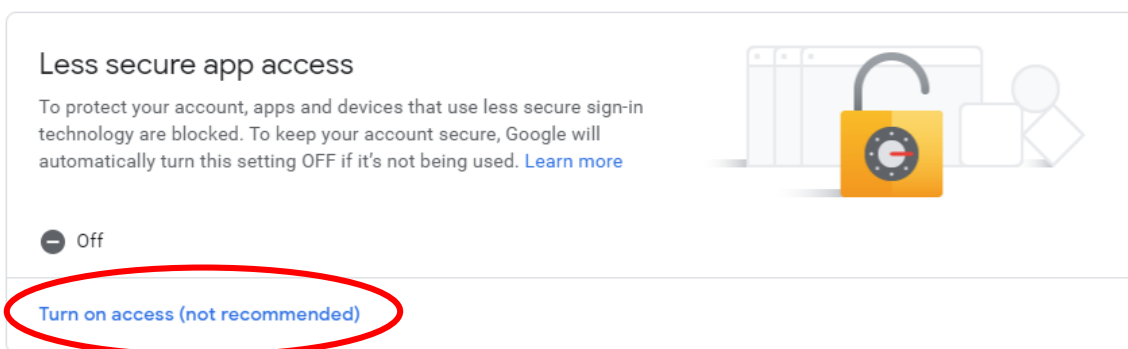 Less secure app access
To protect your account, apps and devices that use less secure sign-in
technology are blocked. To keep your account secure, Google will
automatically turn this setting OFF if it's not being used. Learn more
Off
Turn on access (not recommended)